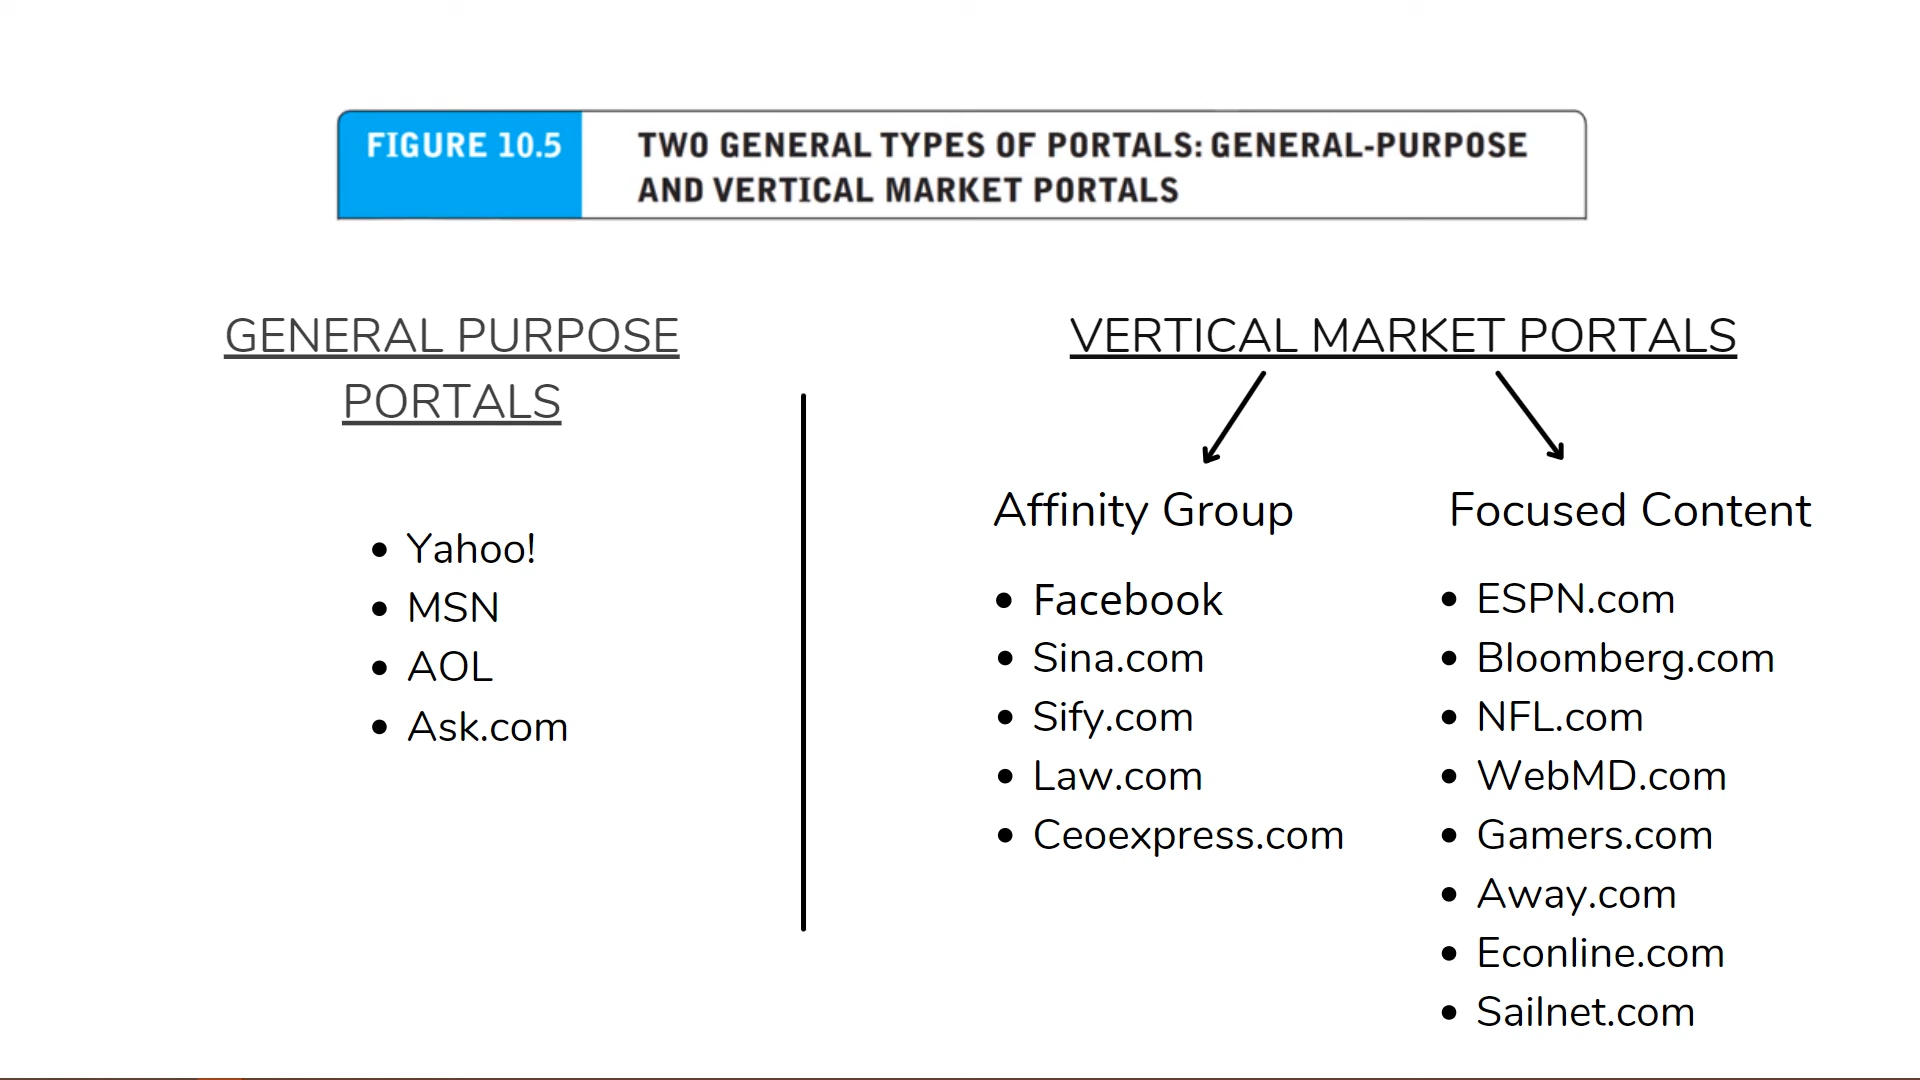 FIGURE 10.5
TWO GENERAL TYPES OF PORTALS: GENERAL-PURPOSE
AND VERTICAL MARKET PORTALS
GENERAL PURPOSE
PORTALS
• Yahoo!
• MSN
• AOL
• Ask.com
VERTICAL MARKET PORTALS
Affinity Group
• Facebook
• Sina.com
• Sify.com
• Law.com
• Ceoexpress.com
Focused Content
• ESPN.com
• Bloomberg.com
• NFL.com
• WebMD.com
• Gamers.com
• Away.com
• Econline.com
• Sailnet.com